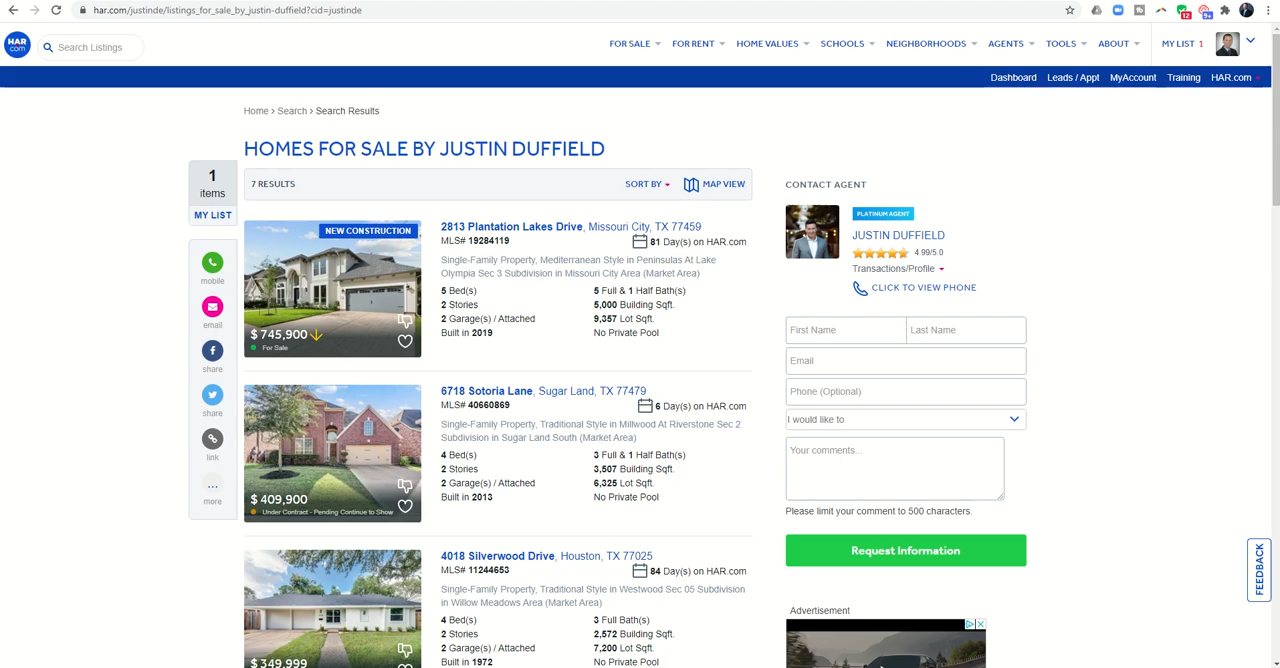 har.com/justinde/listings_for_sale_by_justin-duffield?cid=justinde
12
9+
HAR com
Search Listings
FOR SALE
FOR RENT
HOME VALUES
SCHOOLS
NEIGHBORHOODS
AGENTS
TOOLS
ABOUT
MY LIST 1
Dashboard
Leads / Appt
MyAccount
Training
HAR.com
Home > Search > Search Results
HOMES FOR SALE BY JUSTIN DUFFIELD
1
items
MY LIST
mobile
email
share
share
link
more
7 RESULTS
SORT BY
MAP VIEW
NEW CONSTRUCTION
$ 745,900
For Sale
2813 Plantation Lakes Drive, Missouri City, TX 77459
MLS# 19284119
81 Day(s) on HAR.com
Single-Family Property, Mediterranean Style in Peninsulas At Lake
Olympia Sec 3 Subdivision in Missouri City Area (Market Area)
5 Bed(s)
5 Full & 1 Half Bath(s)
2 Stories
5,000 Building Sqft.
2 Garage(s) / Attached
9,357 Lot Sqft.
Built in 2019
No Private Pool
$ 409,900
Under Contract - Pending Continue to Show
6718 Sotoria Lane, Sugar Land, TX 77479
MLS# 40660869
6 Day(s) on HAR.com
Single-Family Property, Traditional Style in Millwood At Riverstone Sec 2
Subdivision in Sugar Land South (Market Area)
4 Bed(s)
3 Full & 1 Half Bath(s)
2 Stories
3,507 Building Sqft.
2 Garage(s) / Attached
6,325 Lot Sqft.
Built in 2013
No Private Pool
$ 349,999
4018 Silverwood Drive, Houston, TX 77025
MLS# 11244653
84 Day(s) on HAR.com
Single-Family Property, Traditional Style in Westwood Sec 05 Subdivision
in Willow Meadows Area (Market Area)
4 Bed(s)
3 Full Bath(s)
2 Stories
2,572 Building Sqft.
2 Garage(s) / Attached
7,200 Lot Sqft.
Built in 1972
No Private Pool
CONTACT AGENT
PLATINUM AGENT
JUSTIN DUFFIELD
4.99/5.0
Transactions/Profile
CLICK TO VIEW PHONE
First Name
Last Name
Email
Phone (Optional)
I would like to
Your comments...
Please limit your comment to 500 characters.
Request Information
Advertisement
FEEDBACK